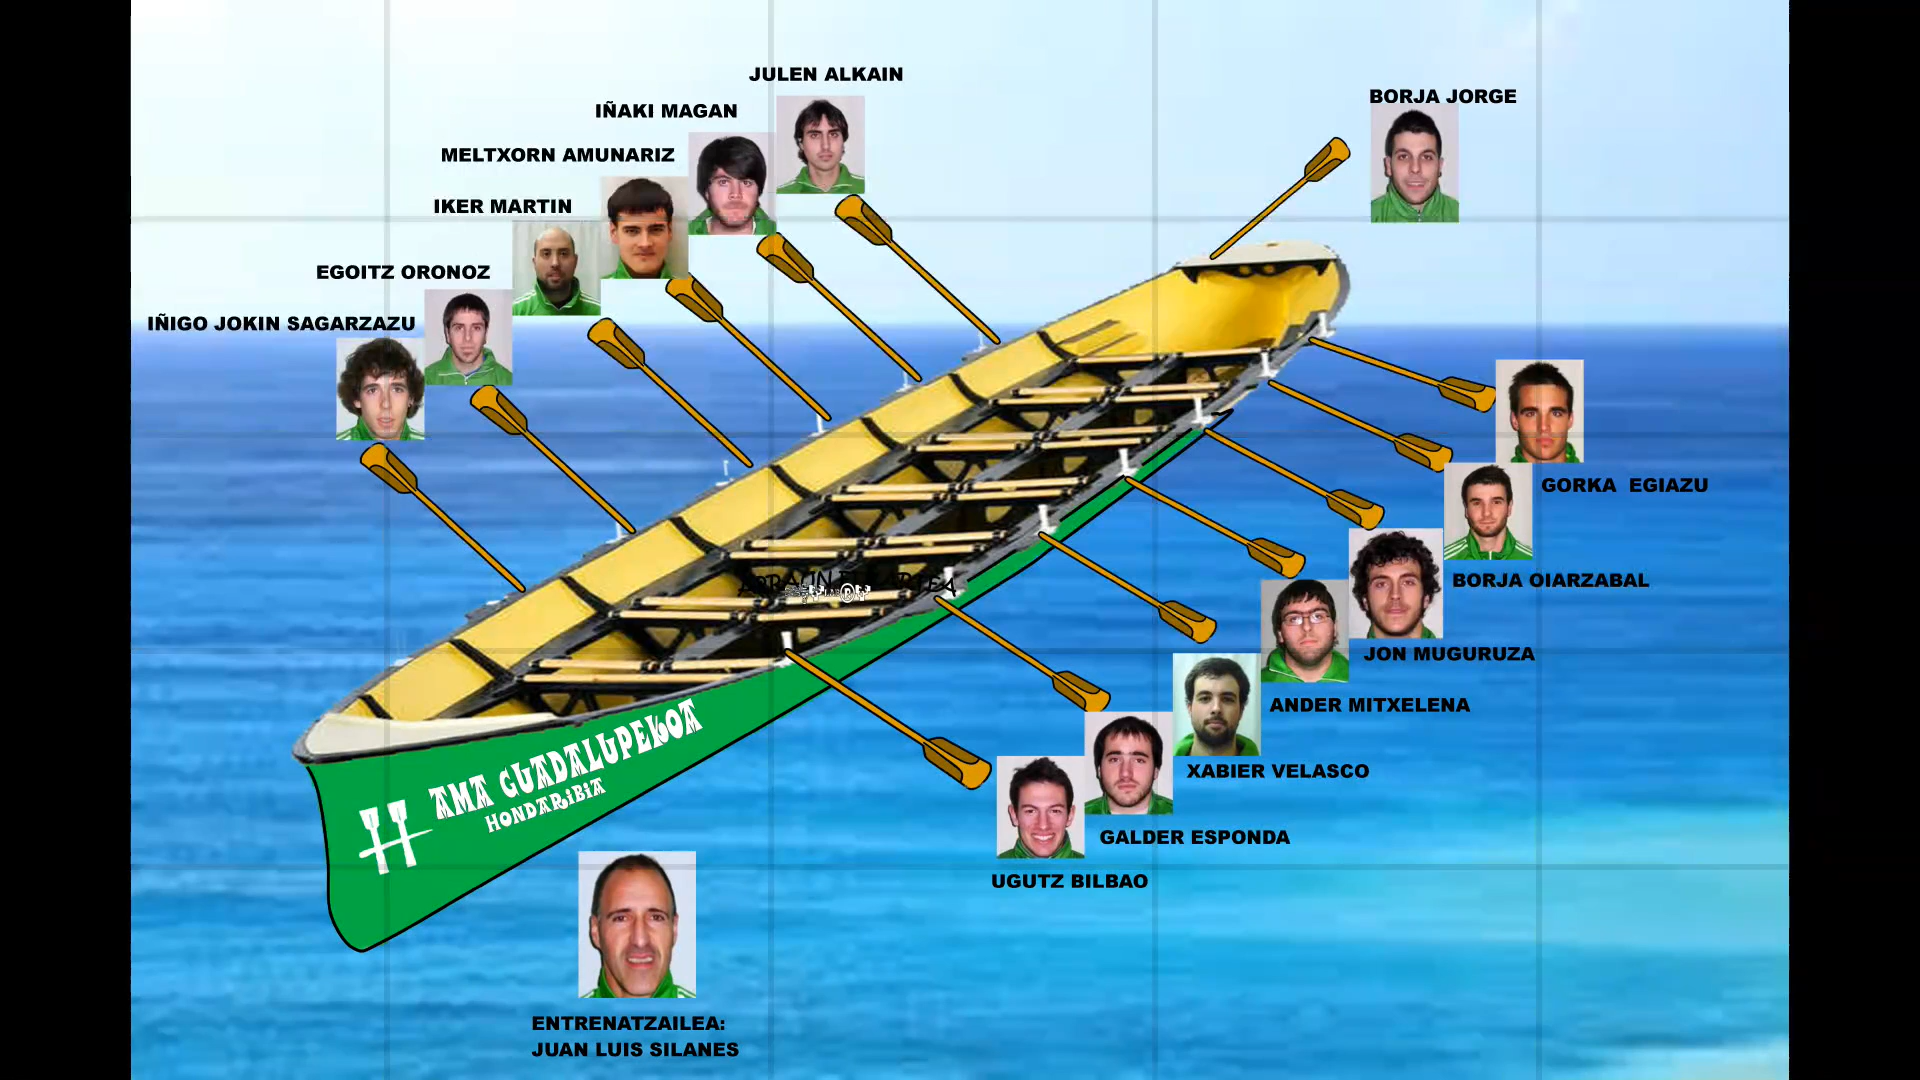 JULEN ALKAIN
BORJA JORGE
IÑAKI MAGAN
MELTXORN AMUNARIZ
IKER MARTIN
EGOITZ ORONOZ
IÑIGO JOKIN SAGARZAZU
GORKA EGIAZU
BORJA OIARZABAL
JON MUGURUZA
ANDER MITXELENA
XABIER VELASCO
GALDER ESPONDA
UGUTZ BILBAO
AMA GUADALUPEKOA
HONDARIBIA
ENTRENATZAILEA:
JUAN LUIS SILANES